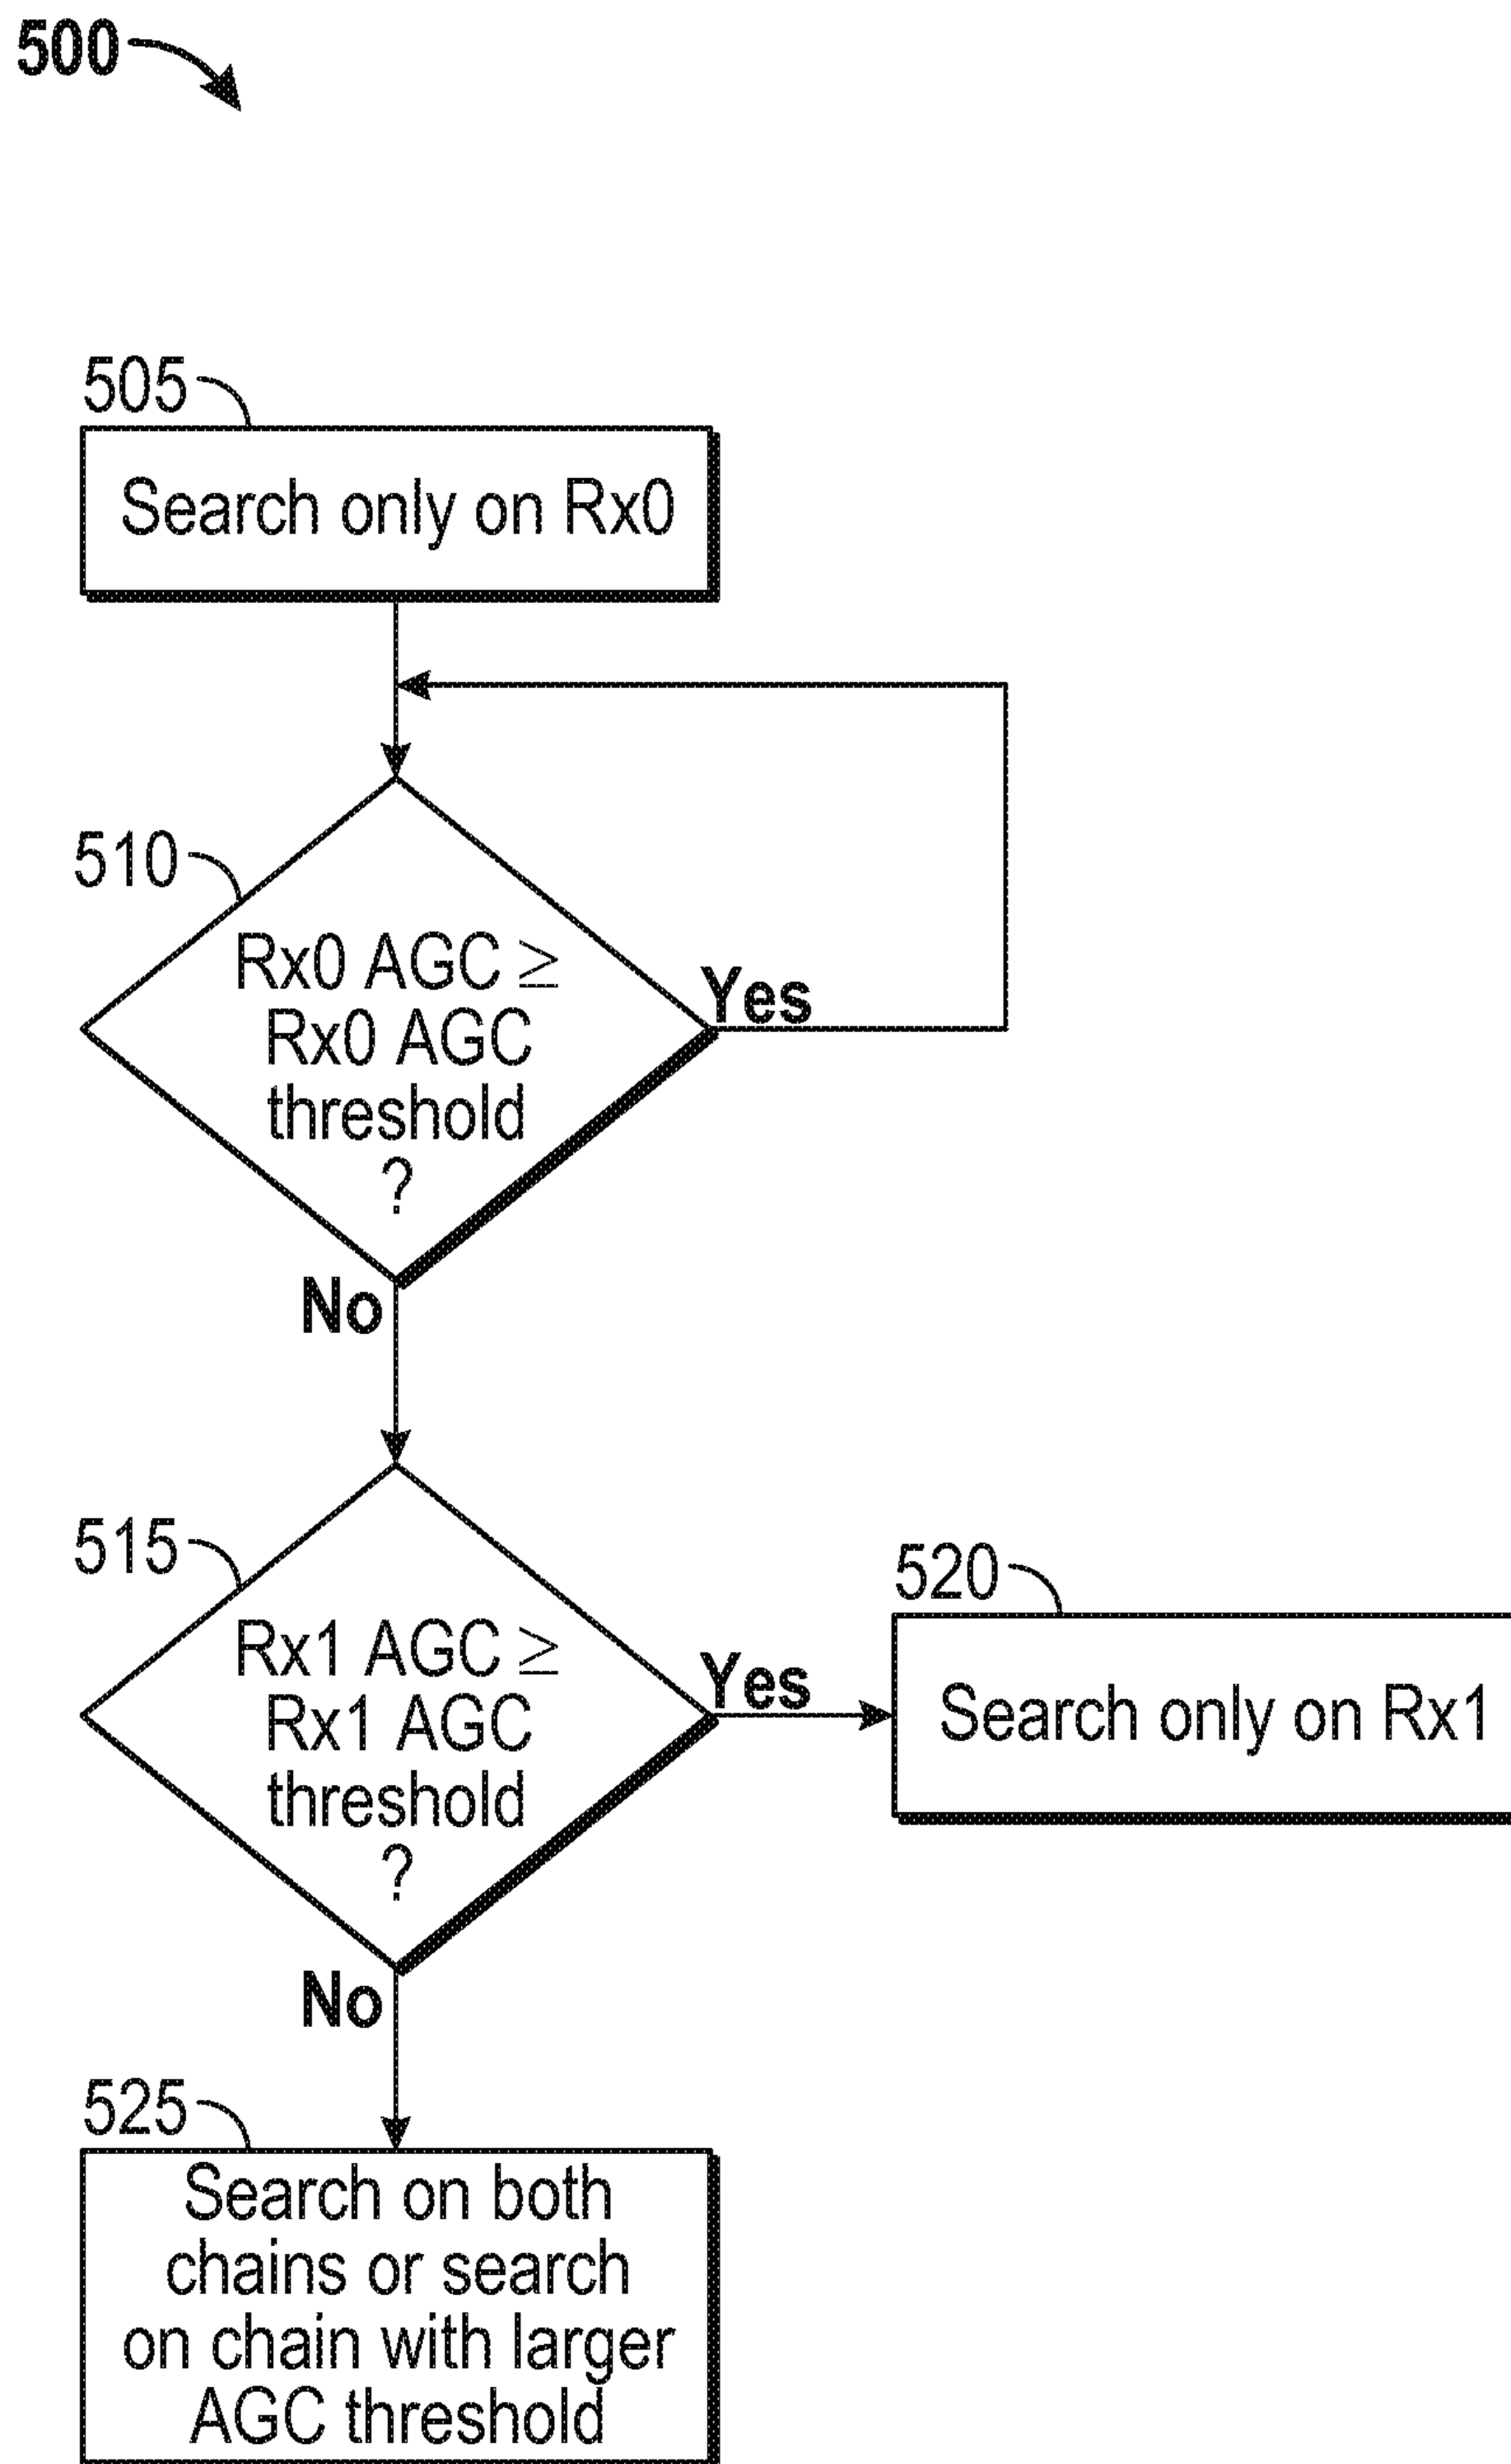 500
505
Search only on Rx0
510
Rx0 AGC ≥
Rx0 AGC
threshold
?
Yes
No
515
Rx1 AGC ≥
Rx1 AGC
threshold
?
Yes
520
Search only on Rx1
No
525
Search on both
chains or search
on chain with larger
AGC threshold